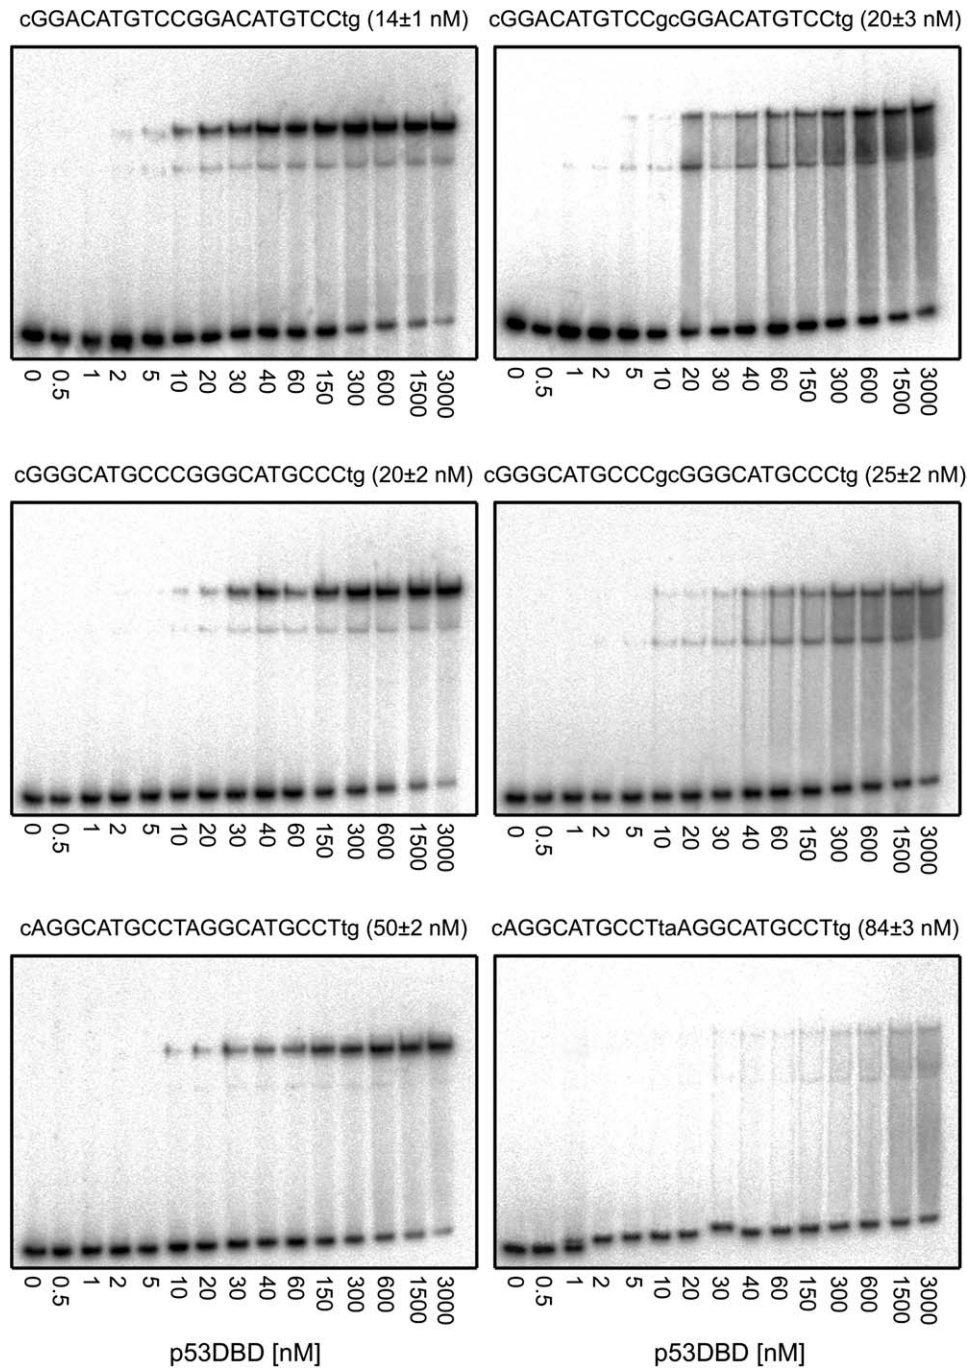 cGGACATGTCCGGACATGTCCtg (14±1 nM)
cGGACATGTCCgcGGACATGTCCtg (20±3 nM)
0 0.5 1 2 5 10 20 30 40 60 150 300 600 1500 3000
0 0.5 1 2 5 10 20 30 40 60 150 300 600 1500 3000
cGGGCATGCCCGGGCATGCCCtg (20±2 nM)
cGGGCATGCCCgcGGGCATGCCCtg (25±2 nM)
0 0.5 1 2 5 10 20 30 40 60 150 300 600 1500 3000
0 0.5 1 2 5 10 20 30 40 60 150 300 600 1500 3000
cAGGCATGCCTAGGCATGCCTtg (50±2 nM)
cAGGCATGCCTtaAGGCATGCCTtg (84±3 nM)
0 0.5 1 2 5 10 20 30 40 60 150 300 600 1500 3000
0 0.5 1 2 5 10 20 30 40 60 150 300 600 1500 3000
p53DBD [nM]
p53DBD [nM]